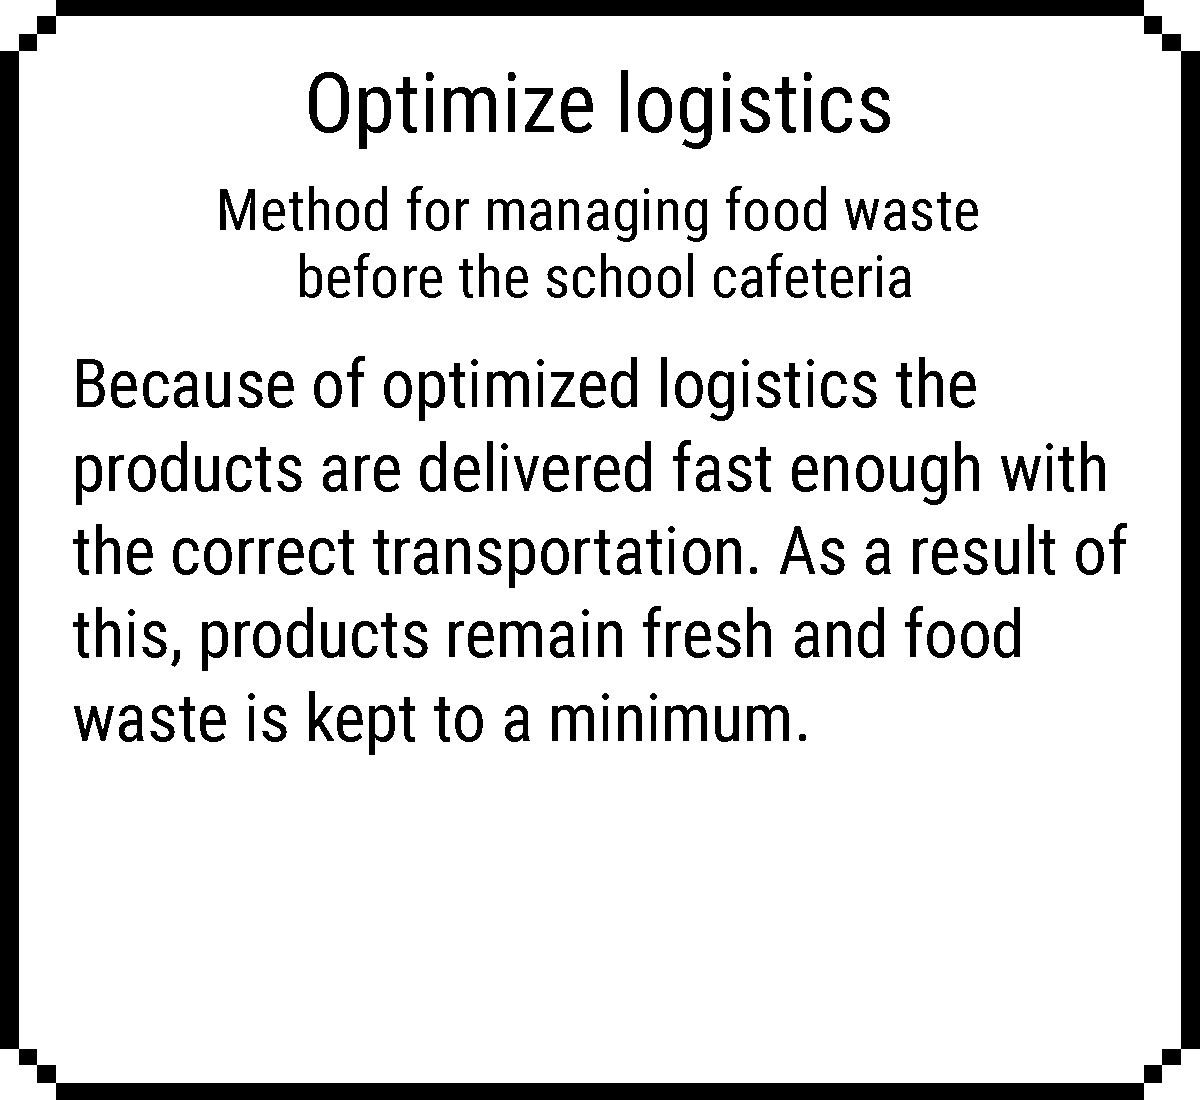 Optimize logistics
Method for managing food waste
before the school cafeteria
Because of optimized logistics the
products are delivered fast enough with
the correct transportation. As a result of
this, products remain fresh and food
waste is kept to a minimum.